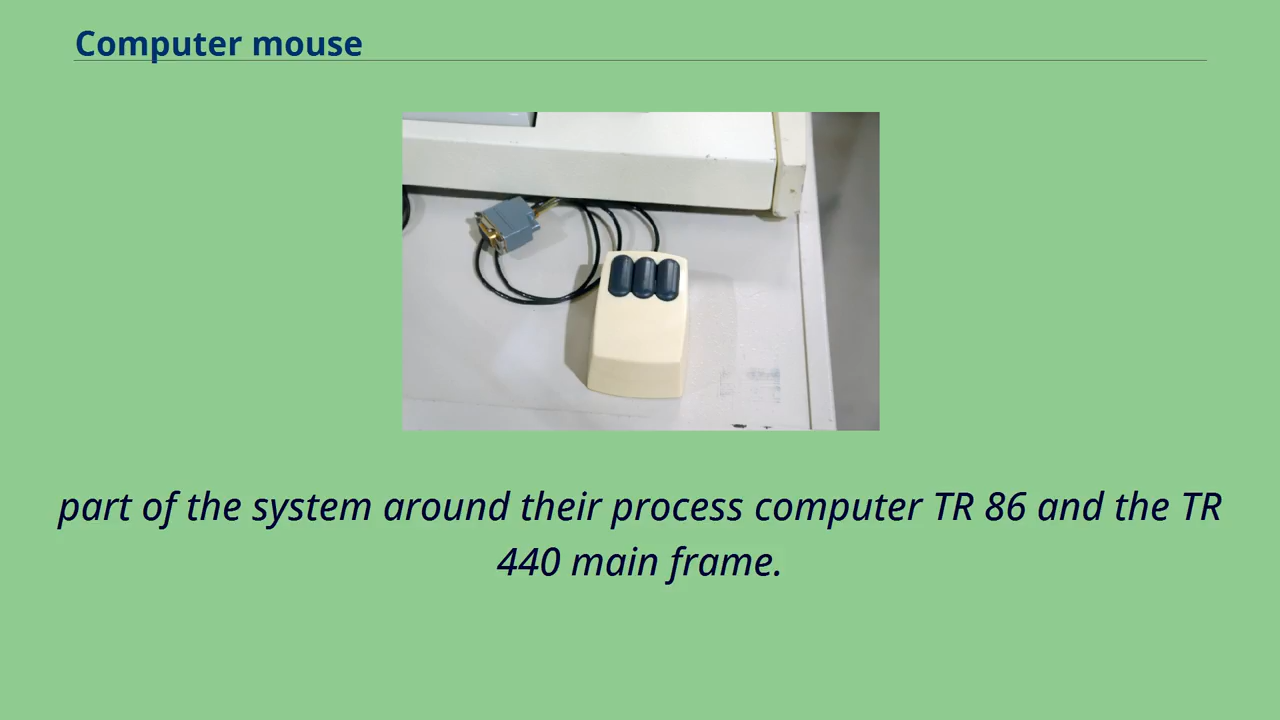 Computer mouse
part of the system around their process computer TR 86 and the TR
440 main frame.